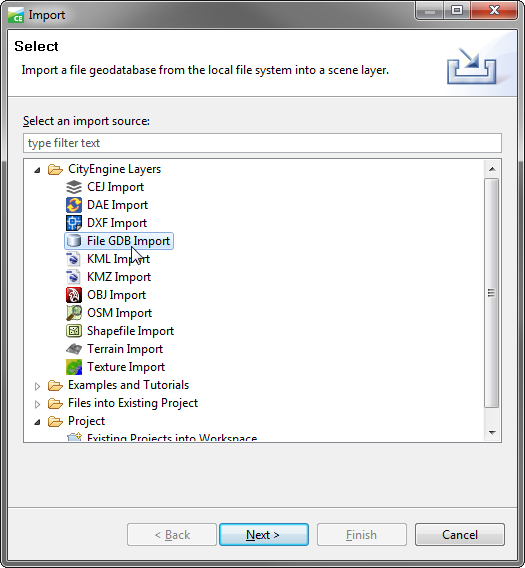 CE Import
Select
Import a file geodatabase from the local file system into a scene layer.
Select an import source:
type filter text
CityEngine Layers
CEJ Import
DAE Import
DXF Import
File GDB Import
KML Import
KMZ Import
OBJ Import
OSM Import
Shapefile Import
Terrain Import
Texture Import
Examples and Tutorials
Files into Existing Project
Project
Existing Projects into Workspace
< Back Next > Finish Cancel